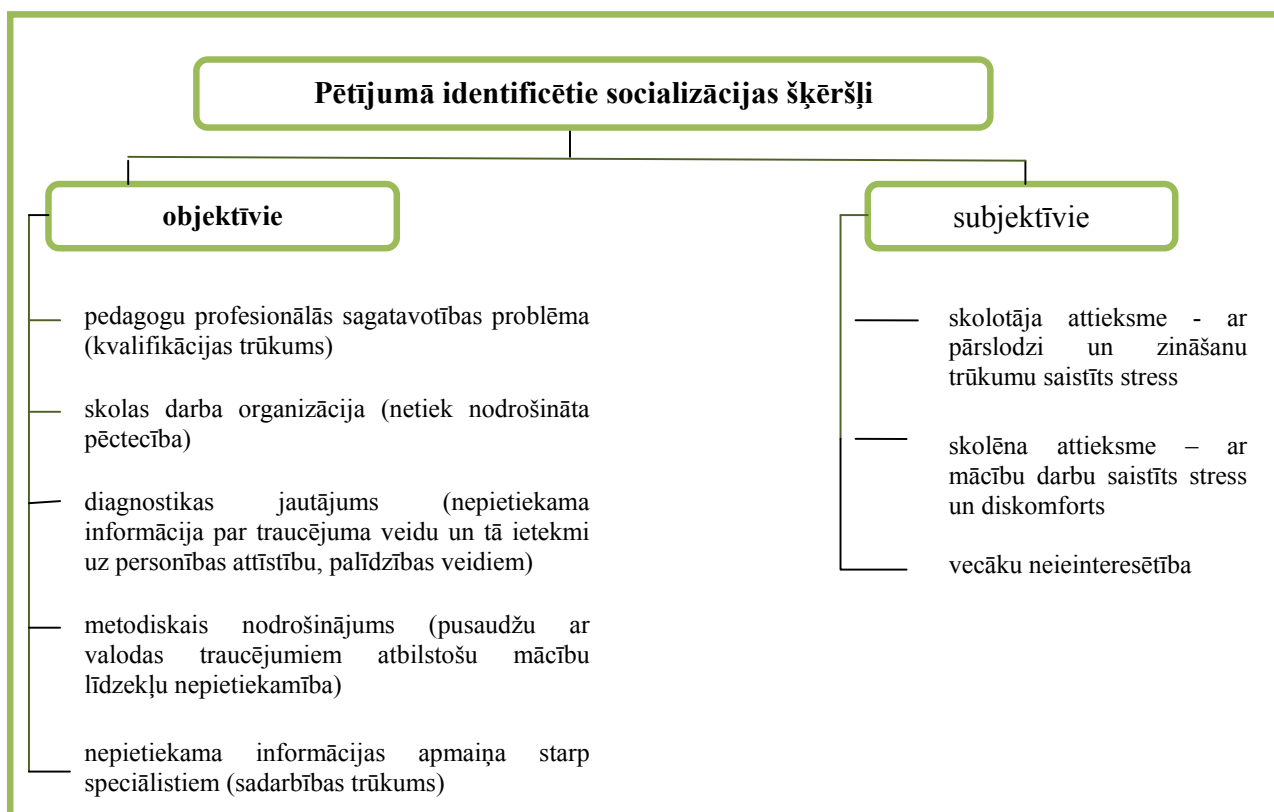 Pētījumā identificētie socializācijas šķēršļi
objektīvie
pedagogu profesionālās sagatavotības problēma
(kvalifikācijas trūkums)
skolas darba organizācija (netiek nodrošināta
pēctecība)
diagnostikas jautājums (nepietiekama
informācija par traucējuma veidu un tā ietekmi
uz personības attīstību, palīdzības veidiem)
metodiskais nodrošinājums (pusaudžu ar
valodas traucējumiem atbilstošu mācību
līdzekļu nepietiekamība)
nepietiekama informācijas apmaiņa starp
speciālistiem (sadarbības trūkums)
subjektīvie
skolotāja attieksme - ar
pārslodzi un zināšanu
trūkumu saistīts stress
skolēna attieksme – ar
mācību darbu saistīts stress
un diskomforts
vecāku neieinteresētība